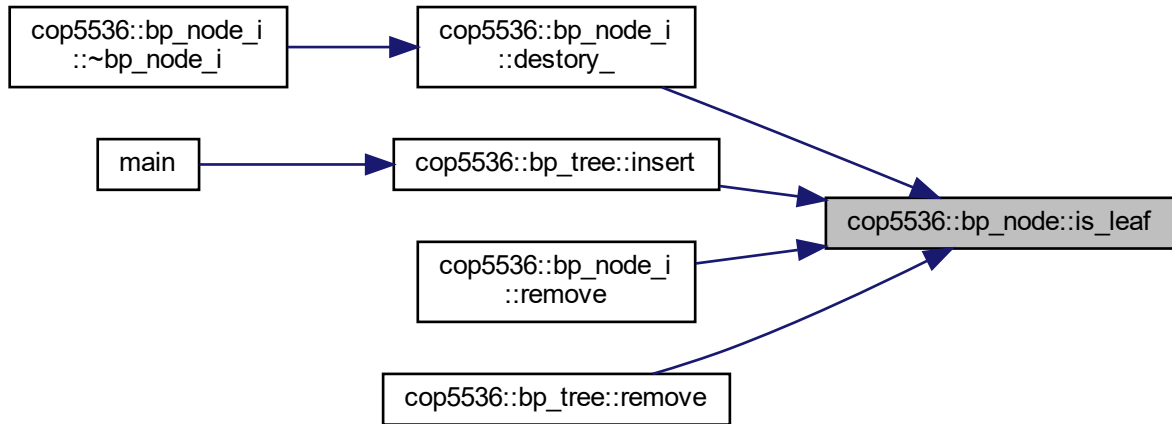 cop5536::bp_node_i
::~bp_node_i
cop5536::bp_node_i
::destory_
main
cop5536::bp_tree::insert
cop5536::bp_node::is_leaf
cop5536::bp_node_i
::remove
cop5536::bp_tree::remove